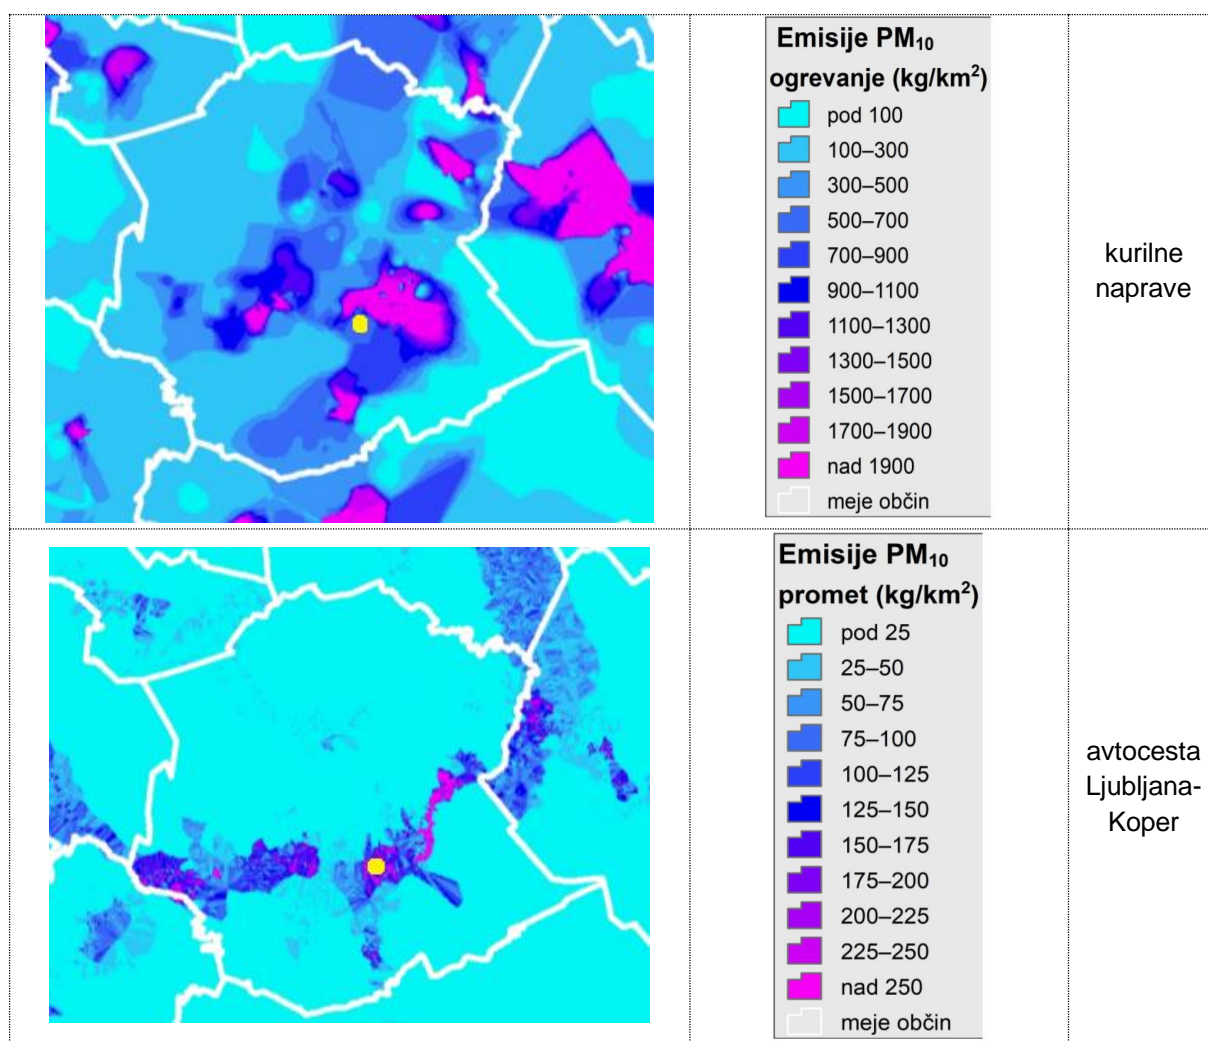 Emisije PM₁₀
ogrevanje (kg/km²)
pod 100
100–300
300–500
500–700
700–900
900–1100
1100–1300
1300–1500
1500–1700
1700–1900
nad 1900
meje občin
kurilne
naprave
Emisije PM₁₀
promet (kg/km²)
pod 25
25–50
50–75
75–100
100–125
125–150
150–175
175–200
200–225
225–250
nad 250
meje občin
avtocesta
Ljubljana-
Koper